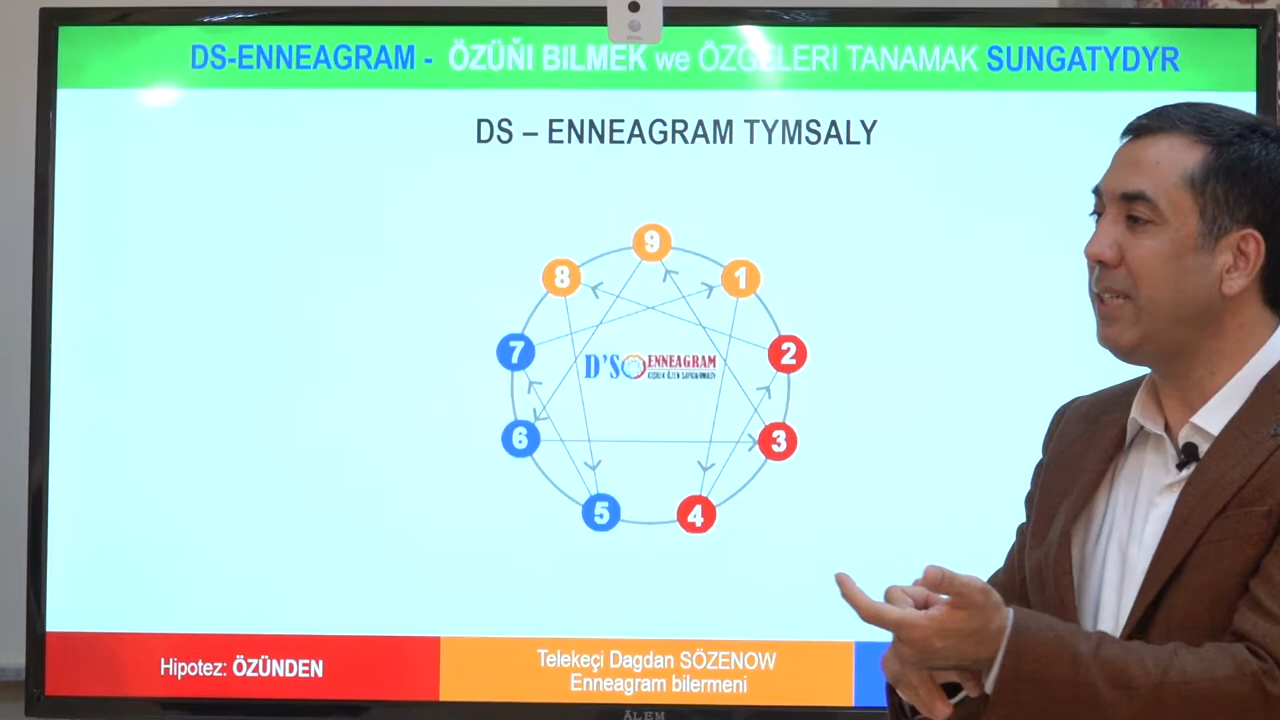 DS-ENNEAGRAM - ÖZÜŇI BILMEK we ÖZGELERI TANAMAK SUNGATYDYR
DS – ENNEAGRAM TYMSALY
9
8
1
7
2
D'S ENNEAGRAM
6
3
5
4
Hipotez: ÖZÜNDEN
Telekeçi Dagdan SÖZENOW
Enneagram bilermeni
ÄLEM